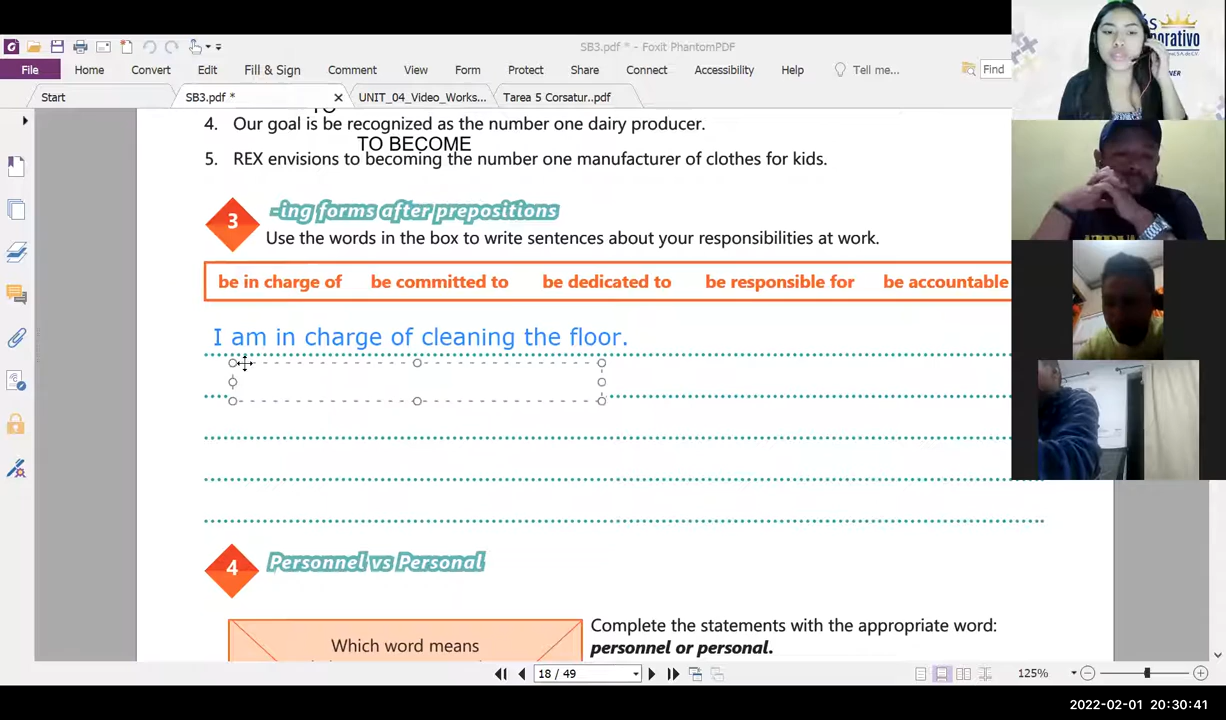 SB3.pdf * - Foxit PhantomPDF
File Home Convert Edit Fill & Sign Comment View Form Protect Share Connect Accessibility Help Tell me... Find
Start SB3.pdf * UNIT_04_Video_Works... Tarea 5 Corsatur..pdf
4. Our goal is be recognized as the number one dairy producer.
TO BECOME
5. REX envisions to becoming the number one manufacturer of clothes for kids.
3 -ing forms after prepositions
Use the words in the box to write sentences about your responsibilities at work.
be in charge of be committed to be dedicated to be responsible for be accountable
I am in charge of cleaning the floor.
4 Personnel vs Personal
Which word means
Complete the statements with the appropriate word:
personnel or personal.
18 / 49
125%
2022-02-01 20:30:41